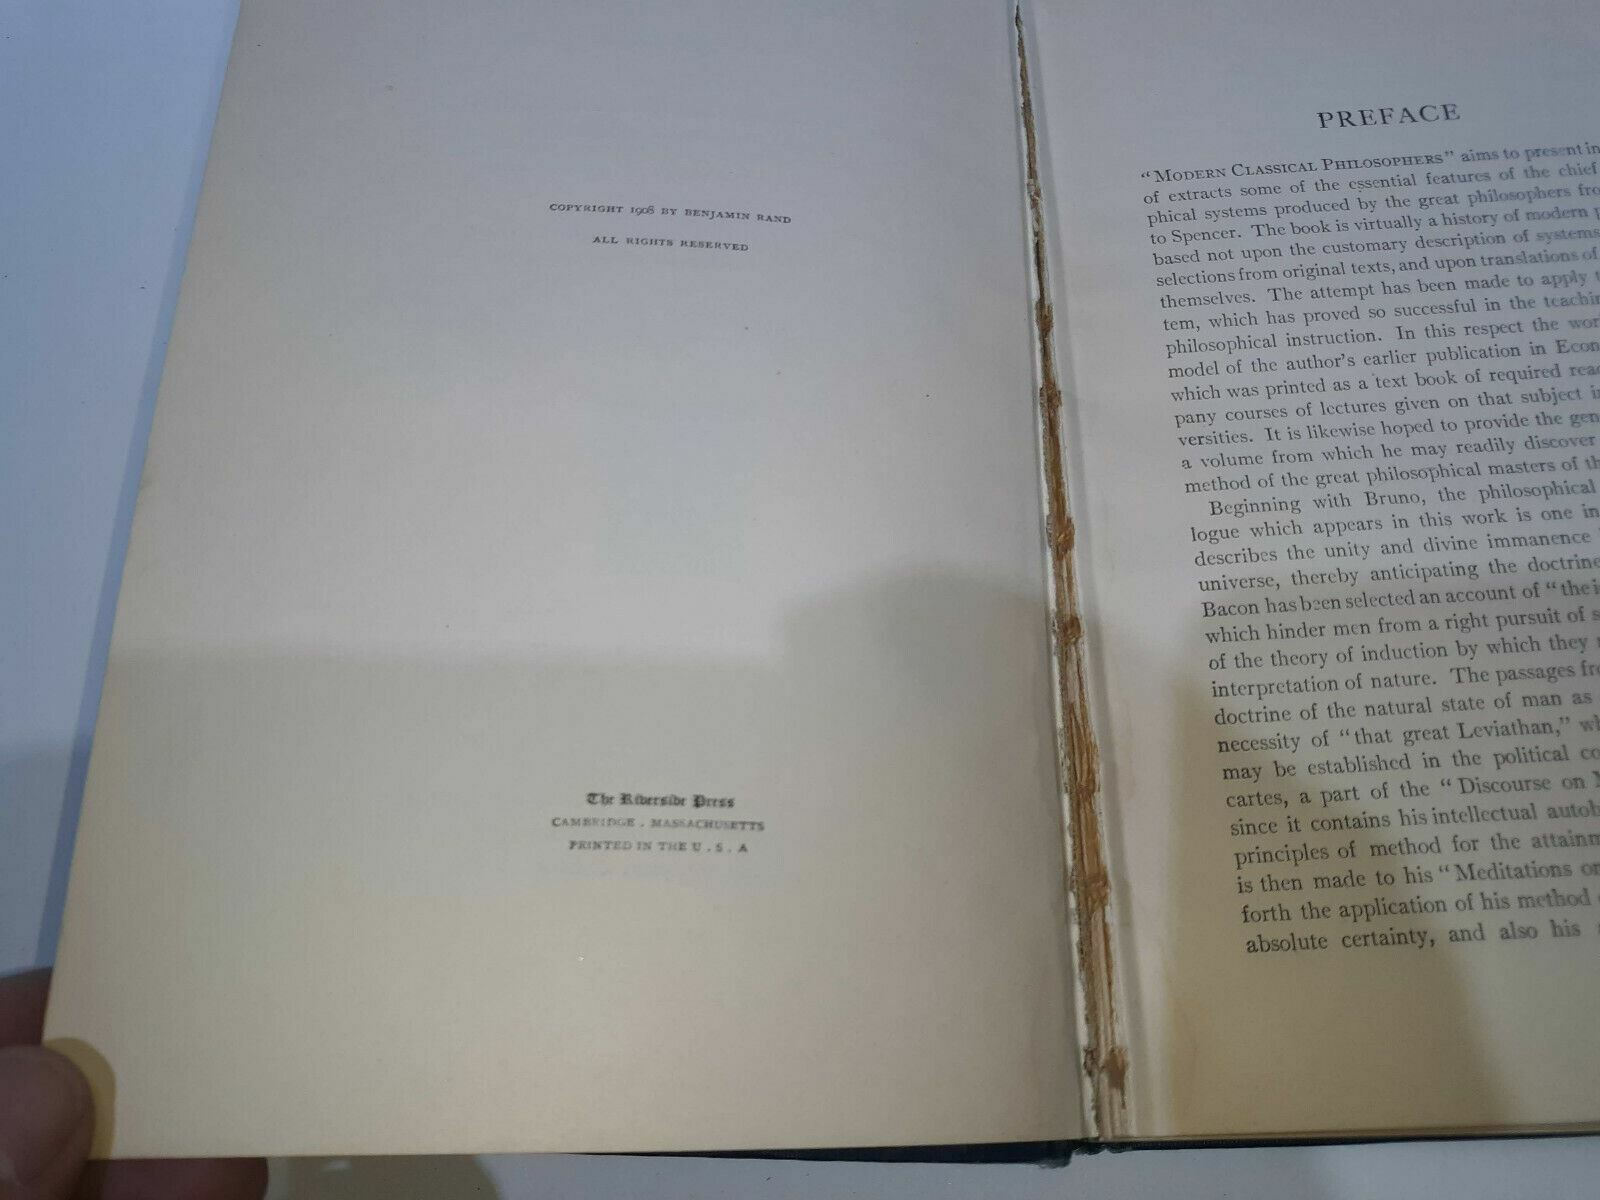 COPYRIGHT 1908 BY BENJAMIN RAND
ALL RIGHTS RESERVED
The Riverside Press
CAMBRIDGE . MASSACHUSETTS
PRINTED IN THE U . S . A
PREFACE
"MODERN CLASSICAL PHILOSOPHERS" aims to present in
of extracts some of the essential features of the chief
phical systems produced by the great philosophers fro
to Spencer. The book is virtually a history of modern p
based not upon the customary description of systems
selections from original texts, and upon translations of
themselves. The attempt has been made to apply t
tem, which has proved so successful in the teachin
philosophical instruction. In this respect the wor
model of the author's earlier publication in Econ
which was printed as a text book of required rea
pany courses of lectures given on that subject i
versities. It is likewise hoped to provide the gen
a volume from which he may readily discover
method of the great philosophical masters of th
Beginning with Bruno, the philosophical
logue which appears in this work is one in
describes the unity and divine immanence
universe, thereby anticipating the doctrine
Bacon has been selected an account of "the i
which hinder men from a right pursuit of s
of the theory of induction by which they
interpretation of nature. The passages fr
doctrine of the natural state of man as
necessity of "that great Leviathan," wh
may be established in the political co
cartes, a part of the "Discourse on M
since it contains his intellectual autob
principles of method for the attainm
is then made to his "Meditations on
forth the application of his method
absolute certainty, and also his